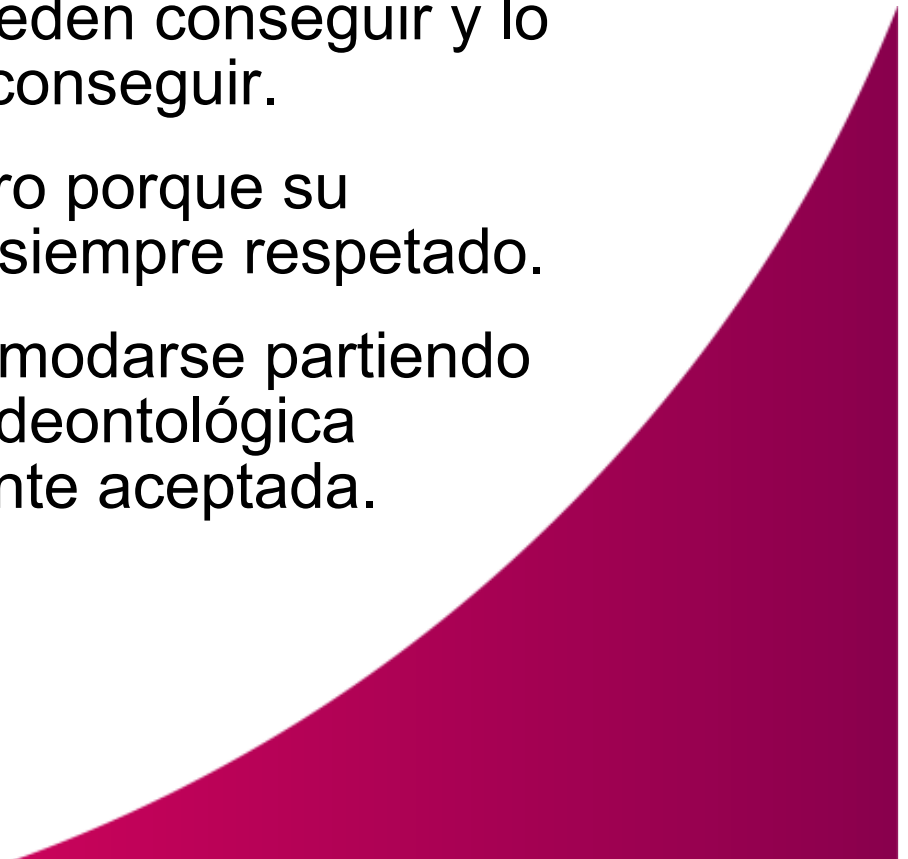 eden conseguir y lo
conseguir.
ro porque su
siempre respetado.
modarse partiendo
deontológica
nte aceptada.